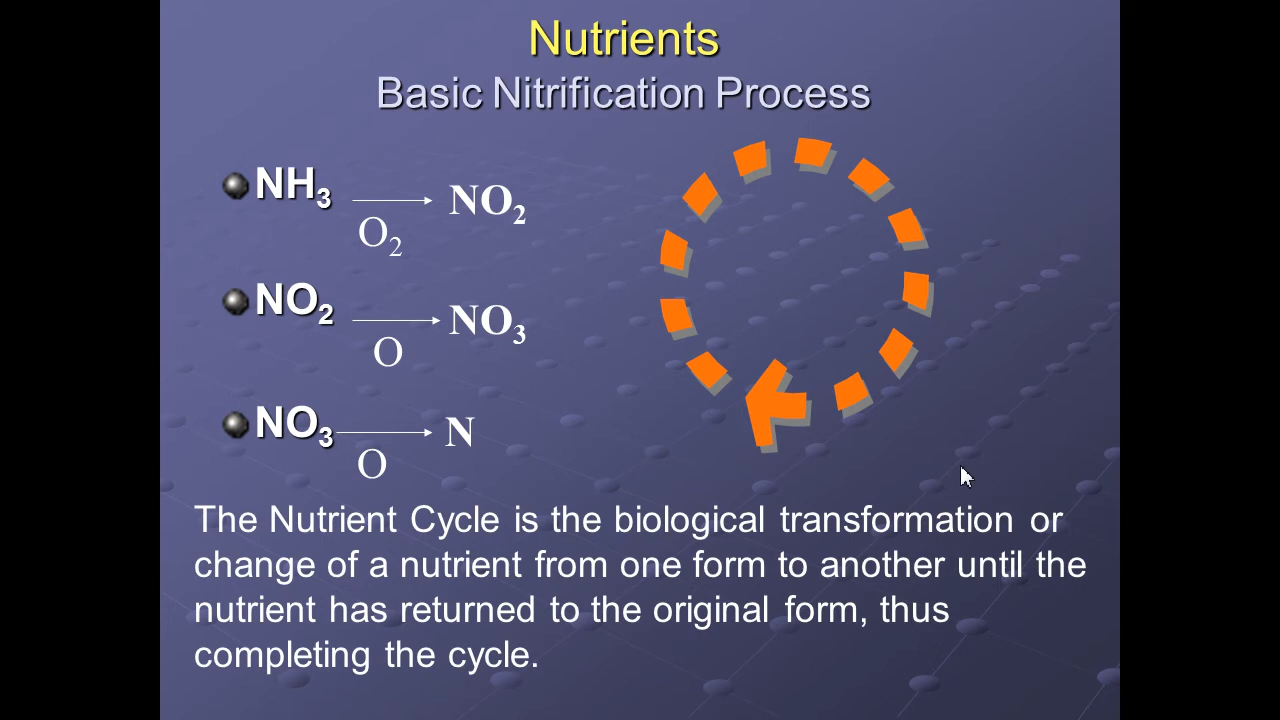 Nutrients
Basic Nitrification Process
NH3 NO2
O2
NO2 NO3
O
NO3 N
O
The Nutrient Cycle is the biological transformation or
change of a nutrient from one form to another until the
nutrient has returned to the original form, thus
completing the cycle.